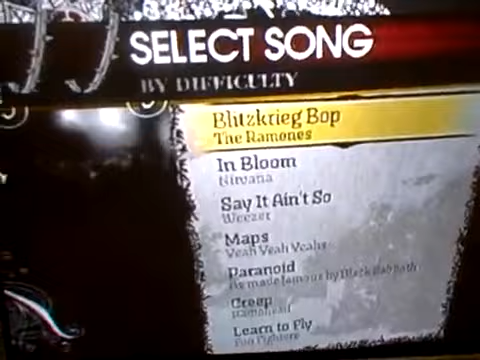 SELECT SONG
BY DIFFICULTY
Blitzkrieg Bop
The Ramones
In Bloom
Nirvana
Say It Ain't So
Weezer
Maps
Yeah Yeah Yeahs
Paranoid
As made famous by Black Sabbath
Creep
Radiohead
Learn to Fly
Foo Fighters